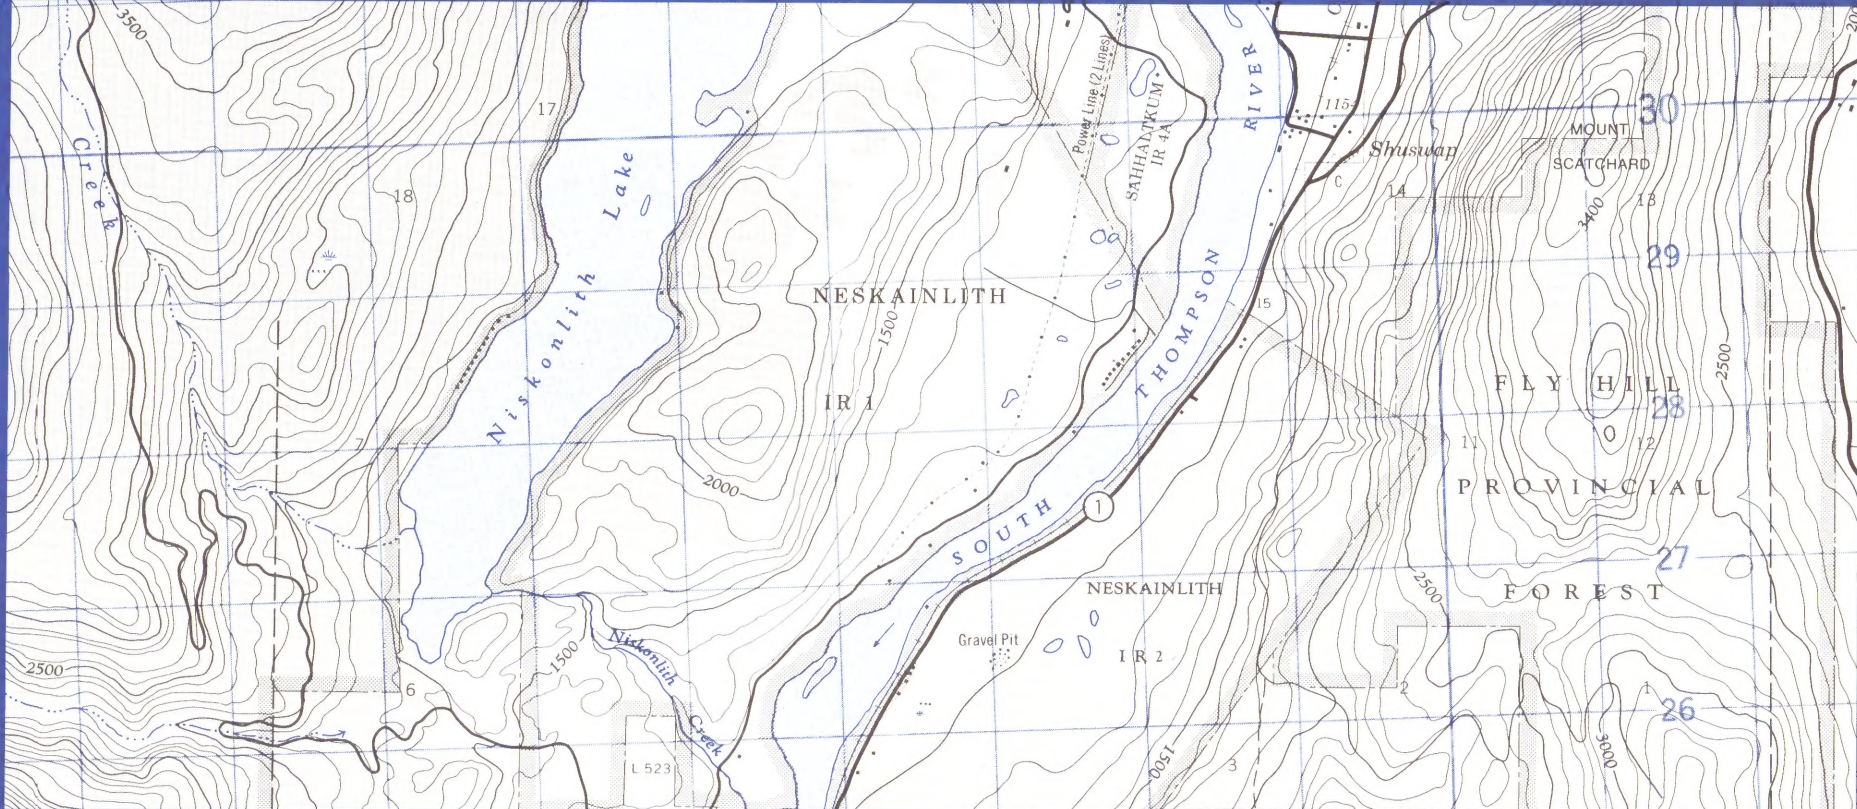 3500
17
Creek
18
Niskonlith Lake
Power Line (2 Lines)
SAHHALTKUM
IR 4A
RIVER
1154
Shuswap
C
14
MOUNT
SCATCHARD
30
13
3400
29
NESKAINLITH
1500
15
SOUTH THOMPSON
2500
FLY HILL
28
IR 1
7
11
12
2000
PROVINCIAL
1
27
2500
FOREST
NESKAINLITH
Gravel Pit
IR 2
1500
Niskonlith
Creek
2500
6
2
1
26
L 523
1500
3
3000